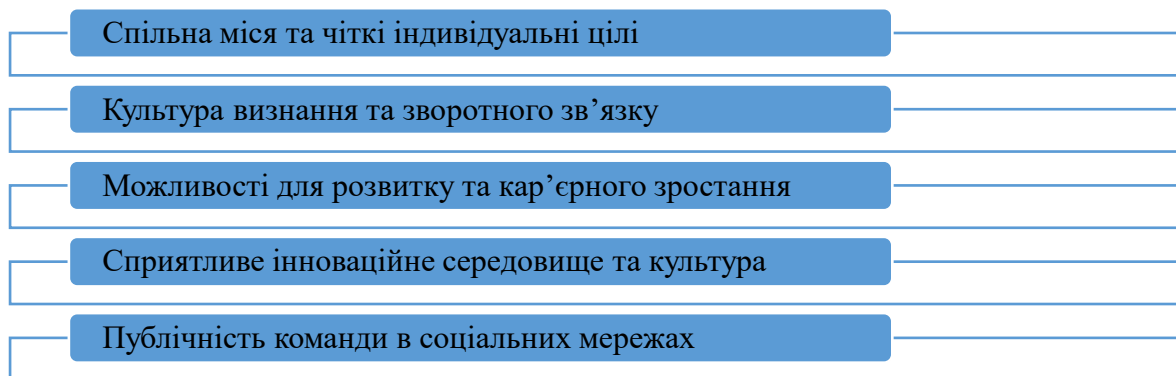 Спільна місія та чіткі індивідуальні цілі
Культура визнання та зворотного зв’язку
Можливості для розвитку та кар’єрного зростання
Сприятливе інноваційне середовище та культура
Публічність команди в соціальних мережах